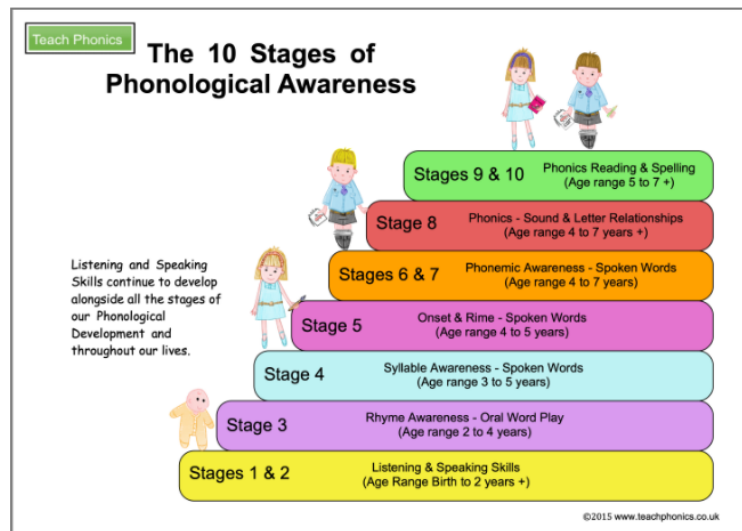 Teach Phonics
The 10 Stages of
Phonological Awareness
Stages 9 & 10
Phonics Reading & Spelling
(Age range 5 to 7 +)
Stage 8
Phonics - Sound & Letter Relationships
(Age range 4 to 7 years +)
Listening and Speaking
Skills continue to develop
alongside all the stages of
our Phonological
Development and
throughout our lives.
Stages 6 & 7
Phonemic Awareness - Spoken Words
(Age range 4 to 7 years)
Stage 5
Onset & Rime - Spoken Words
(Age range 4 to 5 years)
Stage 4
Syllable Awareness - Spoken Words
(Age range 3 to 5 years)
Stage 3
Rhyme Awareness - Oral Word Play
(Age range 2 to 4 years)
Stages 1 & 2
Listening & Speaking Skills
(Age Range Birth to 2 years +)
©2015 www.teachphonics.co.uk